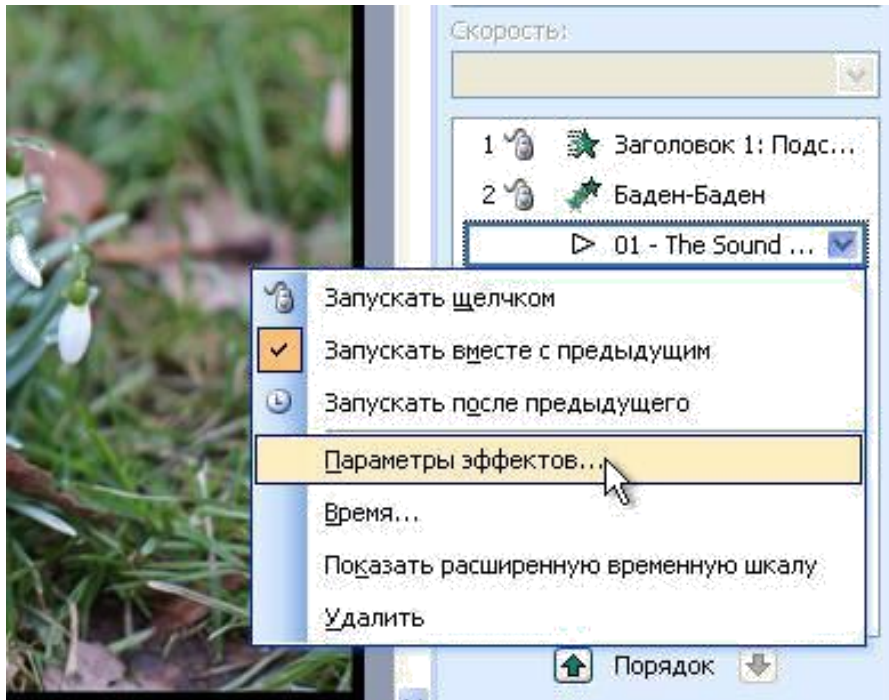 Скорость:
1 Заголовок 1: Подс...
2 Баден-Баден
01 - The Sound ...
Запускать щелчком
Запускать вместе с предыдущим
Запускать после предыдущего
Параметры эффектов...
Время...
Показать расширенную временную шкалу
Удалить
Порядок